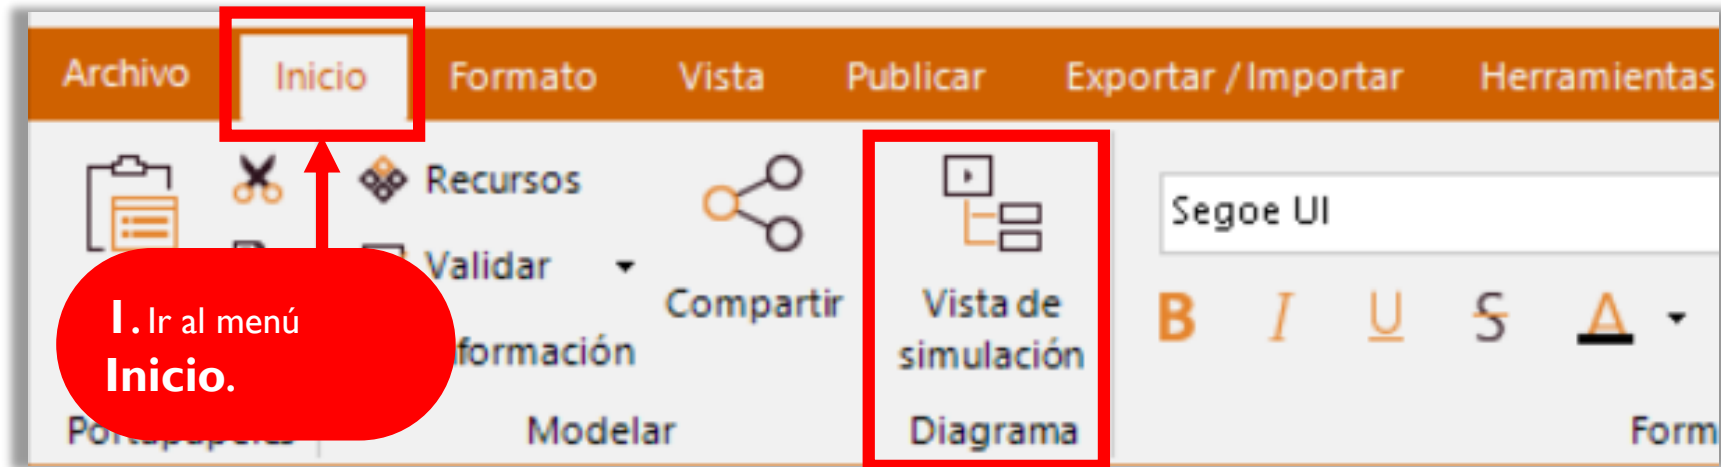 Archivo Inicio Formato Vista Publicar Exportar / Importar Herramientas
Recursos
Validar
Compartir
Vista de
simulación
Segoe UI
B I U S A
1. Ir al menú
Inicio.
Modelar
Diagrama